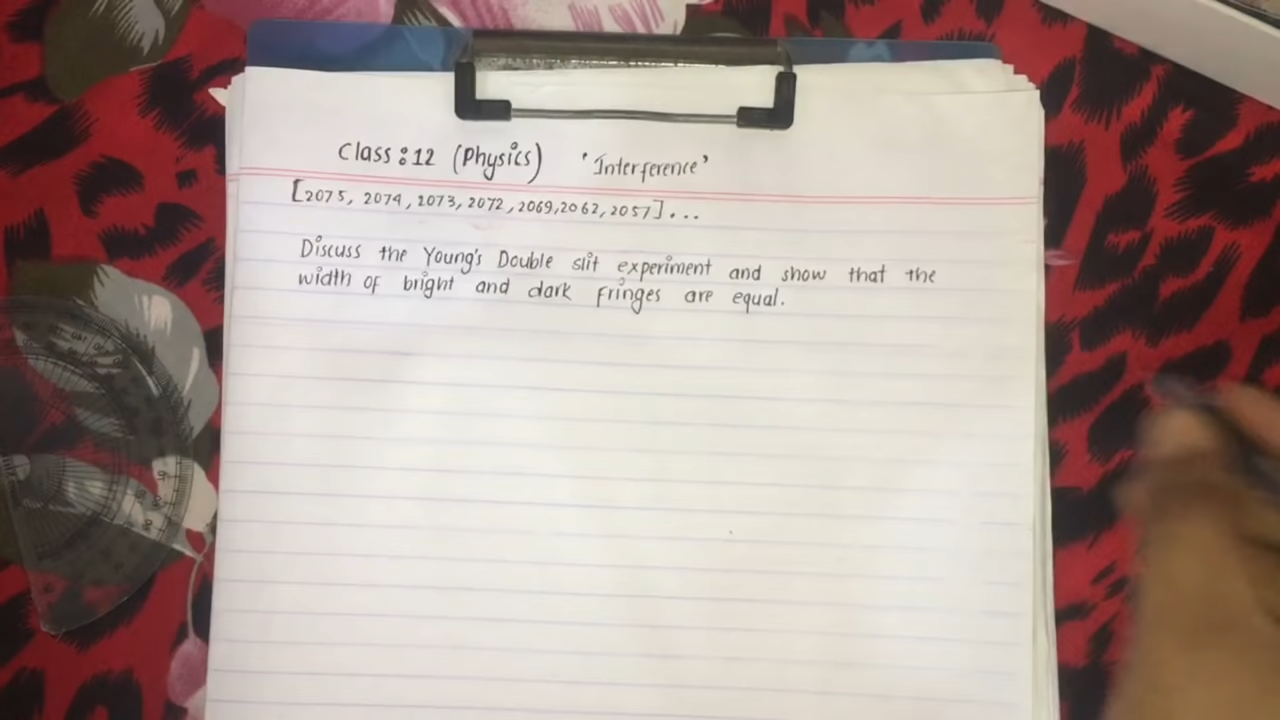 Class : 12 (Physics) 'Interference'
[2075, 2074, 2073, 2072, 2069, 2062, 2057]...
Discuss the Young's Double slit experiment and show that the
width of bright and dark fringes are equal.